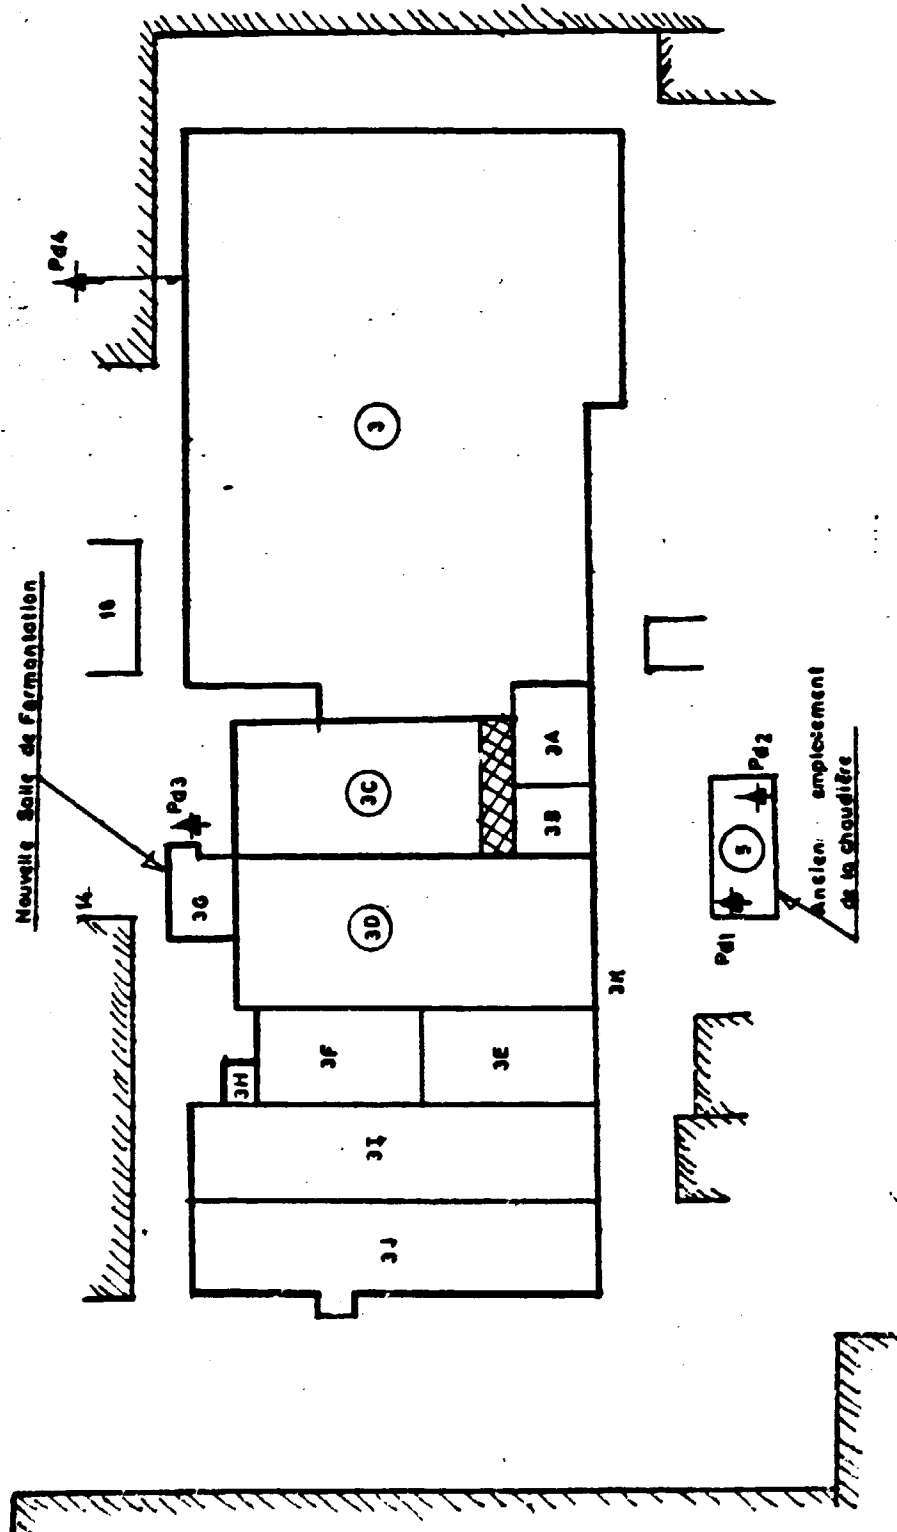 Nouvelle Salle de Fermentation
Pd4
14
3G
Pd3
3H
3F
3C
3D
3
3I
3J
3E
3B
3A
3K
Pd1
5
Pd2
Ancien emplacement
de la chaudière